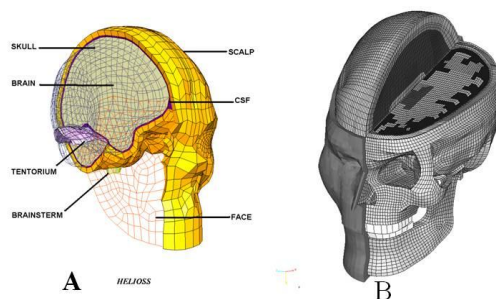 SKULL
SCALP
BRAIN
CSF
TENTORIUM
BRAINSTERM
FACE
A
HELIOSS
B